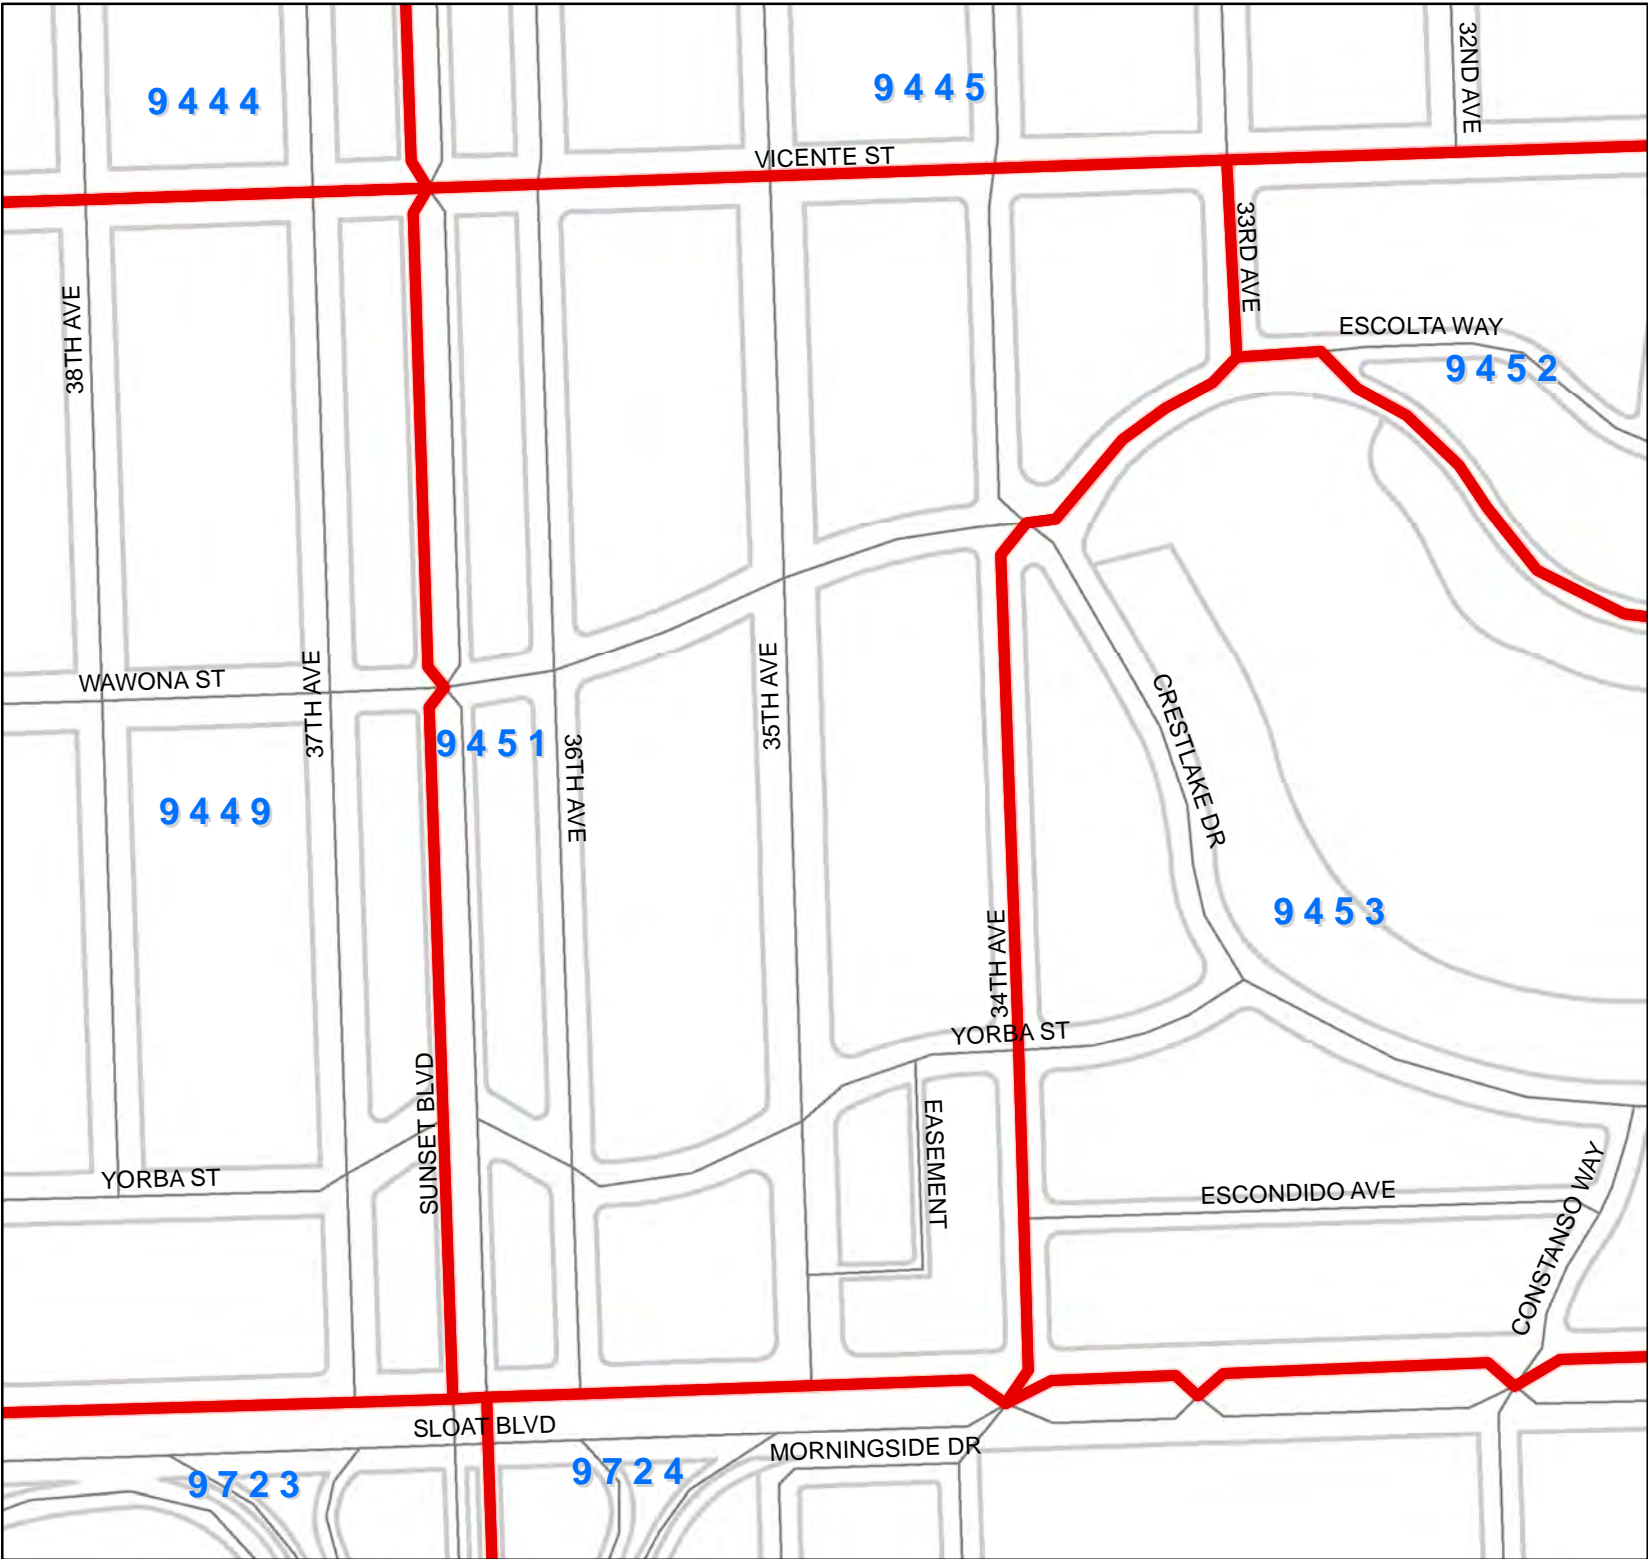 32ND AVE
9444
9445
VICENTE ST
33RD AVE
38TH AVE
ESCOLTA WAY
9452
WAWONA ST
37TH AVE
35TH AVE
CRESTLAKE DR
9451
36TH AVE
9449
9453
34TH AVE
YORBA ST
SUNSET BLVD
EASEMENT
YORBA ST
ESCONDIDO AVE
CONSTANSO WAY
SLOAT BLVD
MORNINGSIDE DR
9723
9724